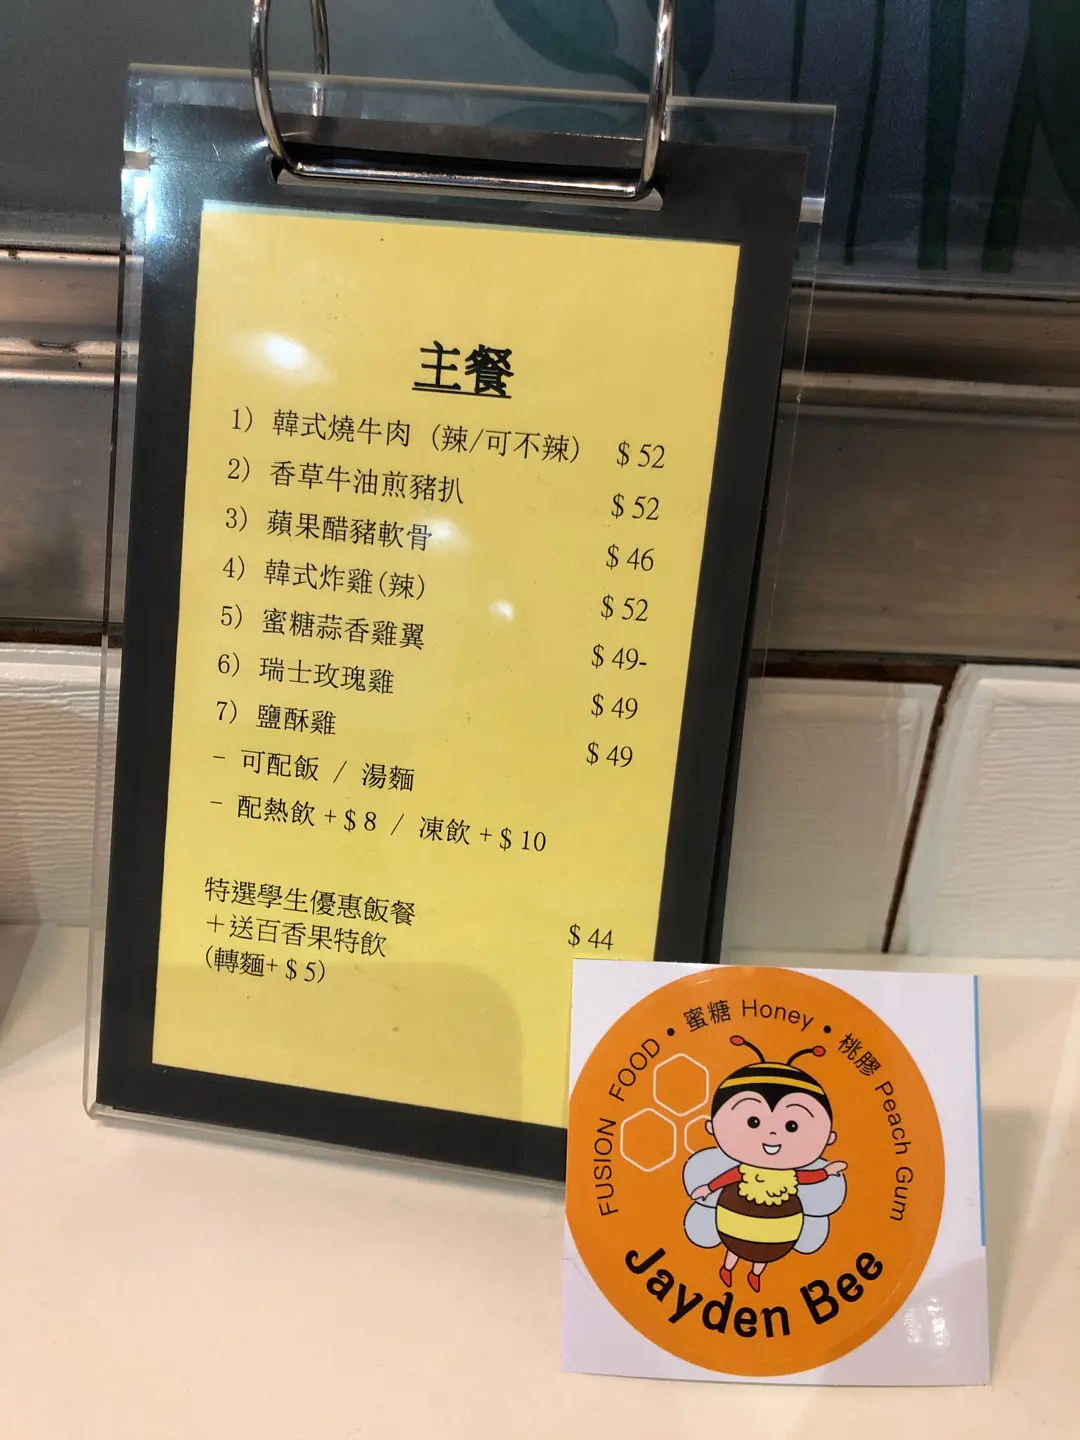 主餐
1) 韓式燒牛肉 (辣/可不辣) $ 52
2) 香草牛油煎豬扒 $ 52
3) 蘋果醋豬軟骨 $ 46
4) 韓式炸雞(辣) $ 52
5) 蜜糖蒜香雞翼 $ 49-
6) 瑞士玫瑰雞 $ 49
7) 鹽酥雞 $ 49
- 可配飯 / 湯麵
- 配熱飲 + $ 8 / 凍飲 + $ 10
特選學生優惠飯餐
+送百香果特飲 $ 44
(轉麵+ $ 5)
FUSION FOOD • 蜜糖 Honey • 桃膠 Peach Gum
Jayden Bee